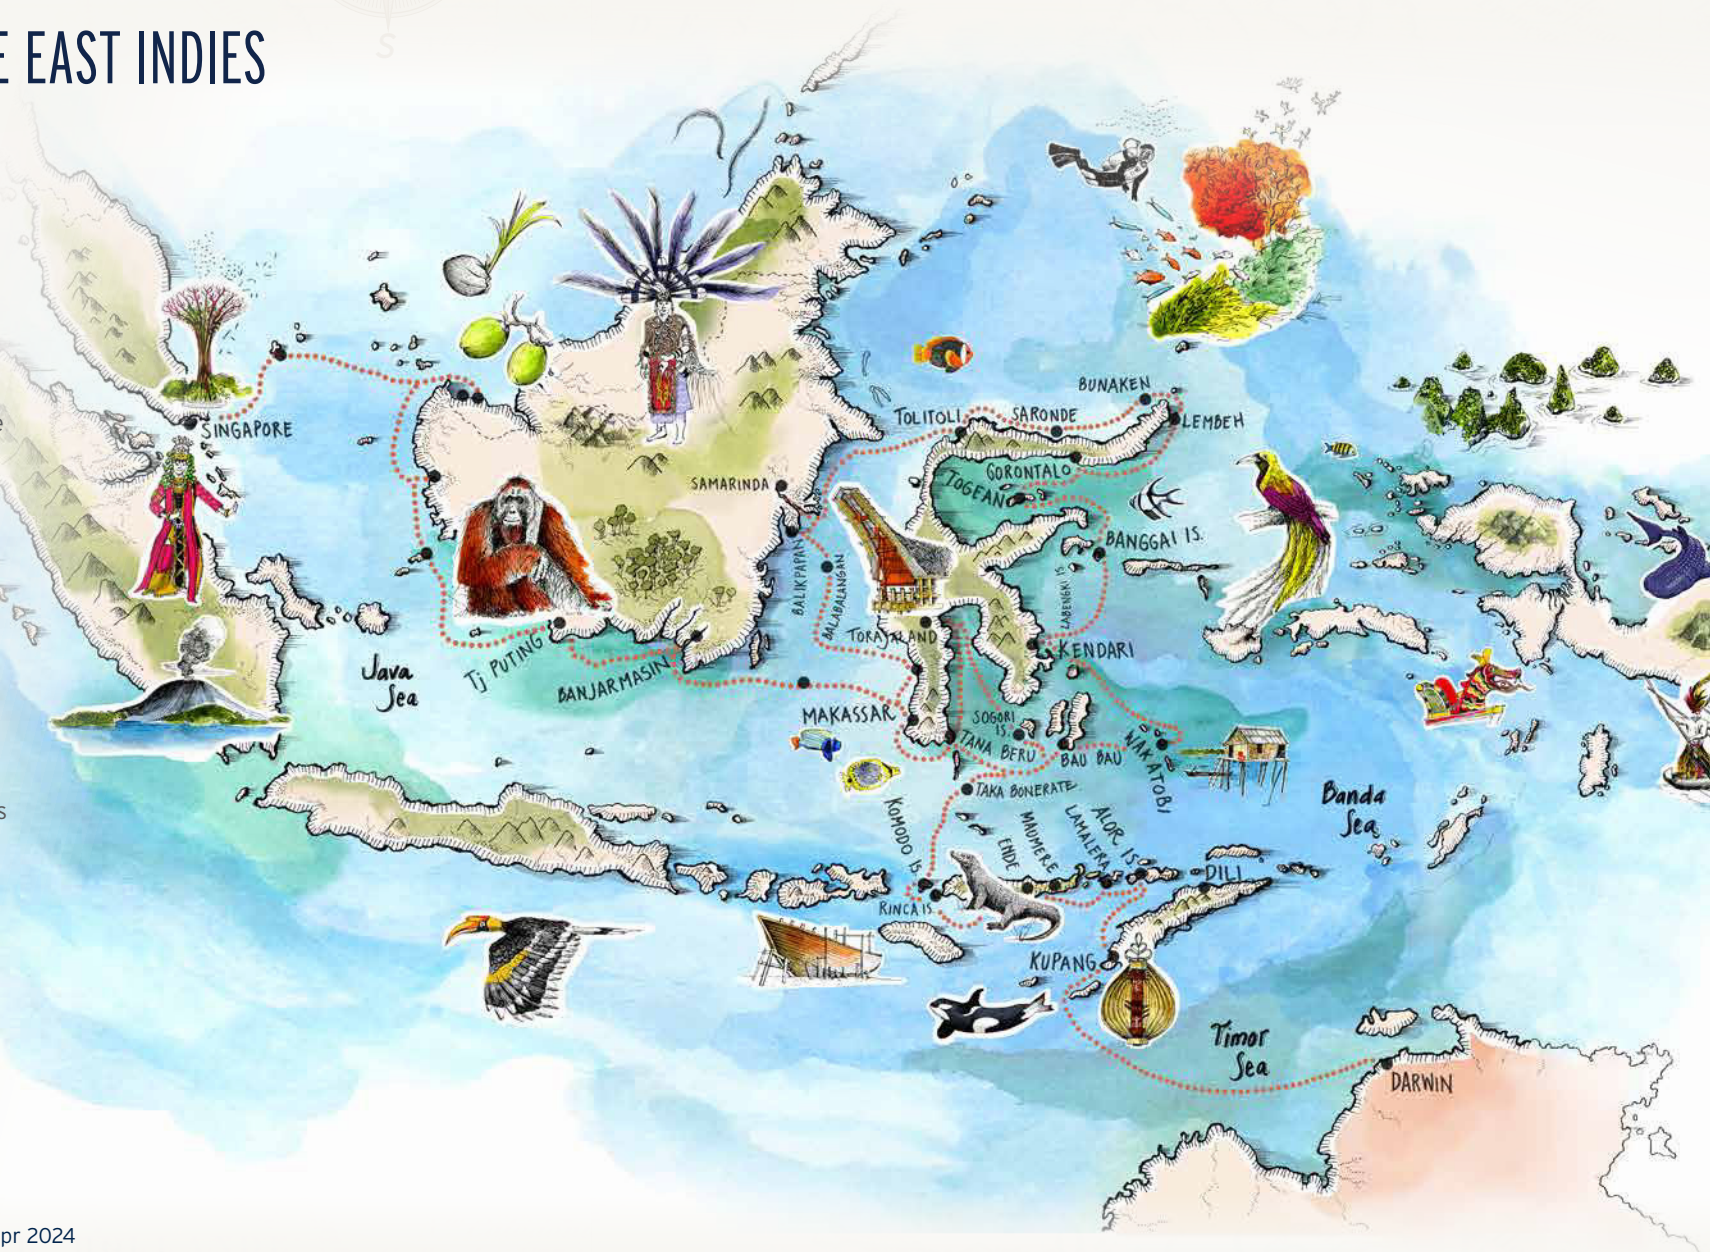 E EAST INDIES
S
SINGAPORE
BUNAKEN
TOLITOLI
SARONDE
LEMBEH
GORONTALO
TOGEAN
SAMARINDA
BANGGAI IS.
BALIKPAPAN
BALABALANGAN
LABENGKI IS
TORAJALAND
KENDARI
Java
Sea
Tj PUTING
BANJARMASIN
MAKASSAR
SOGORI
IS.
TANA BERU
BAU BAU
WAKATOBI
TAKA BONERATE
Banda
Sea
KOMODO IS
ENDE
MAUMERE
LAMALERA
ALOR IS
DILI
RINCA IS
KUPANG
Timor
Sea
DARWIN
s
pr 2024